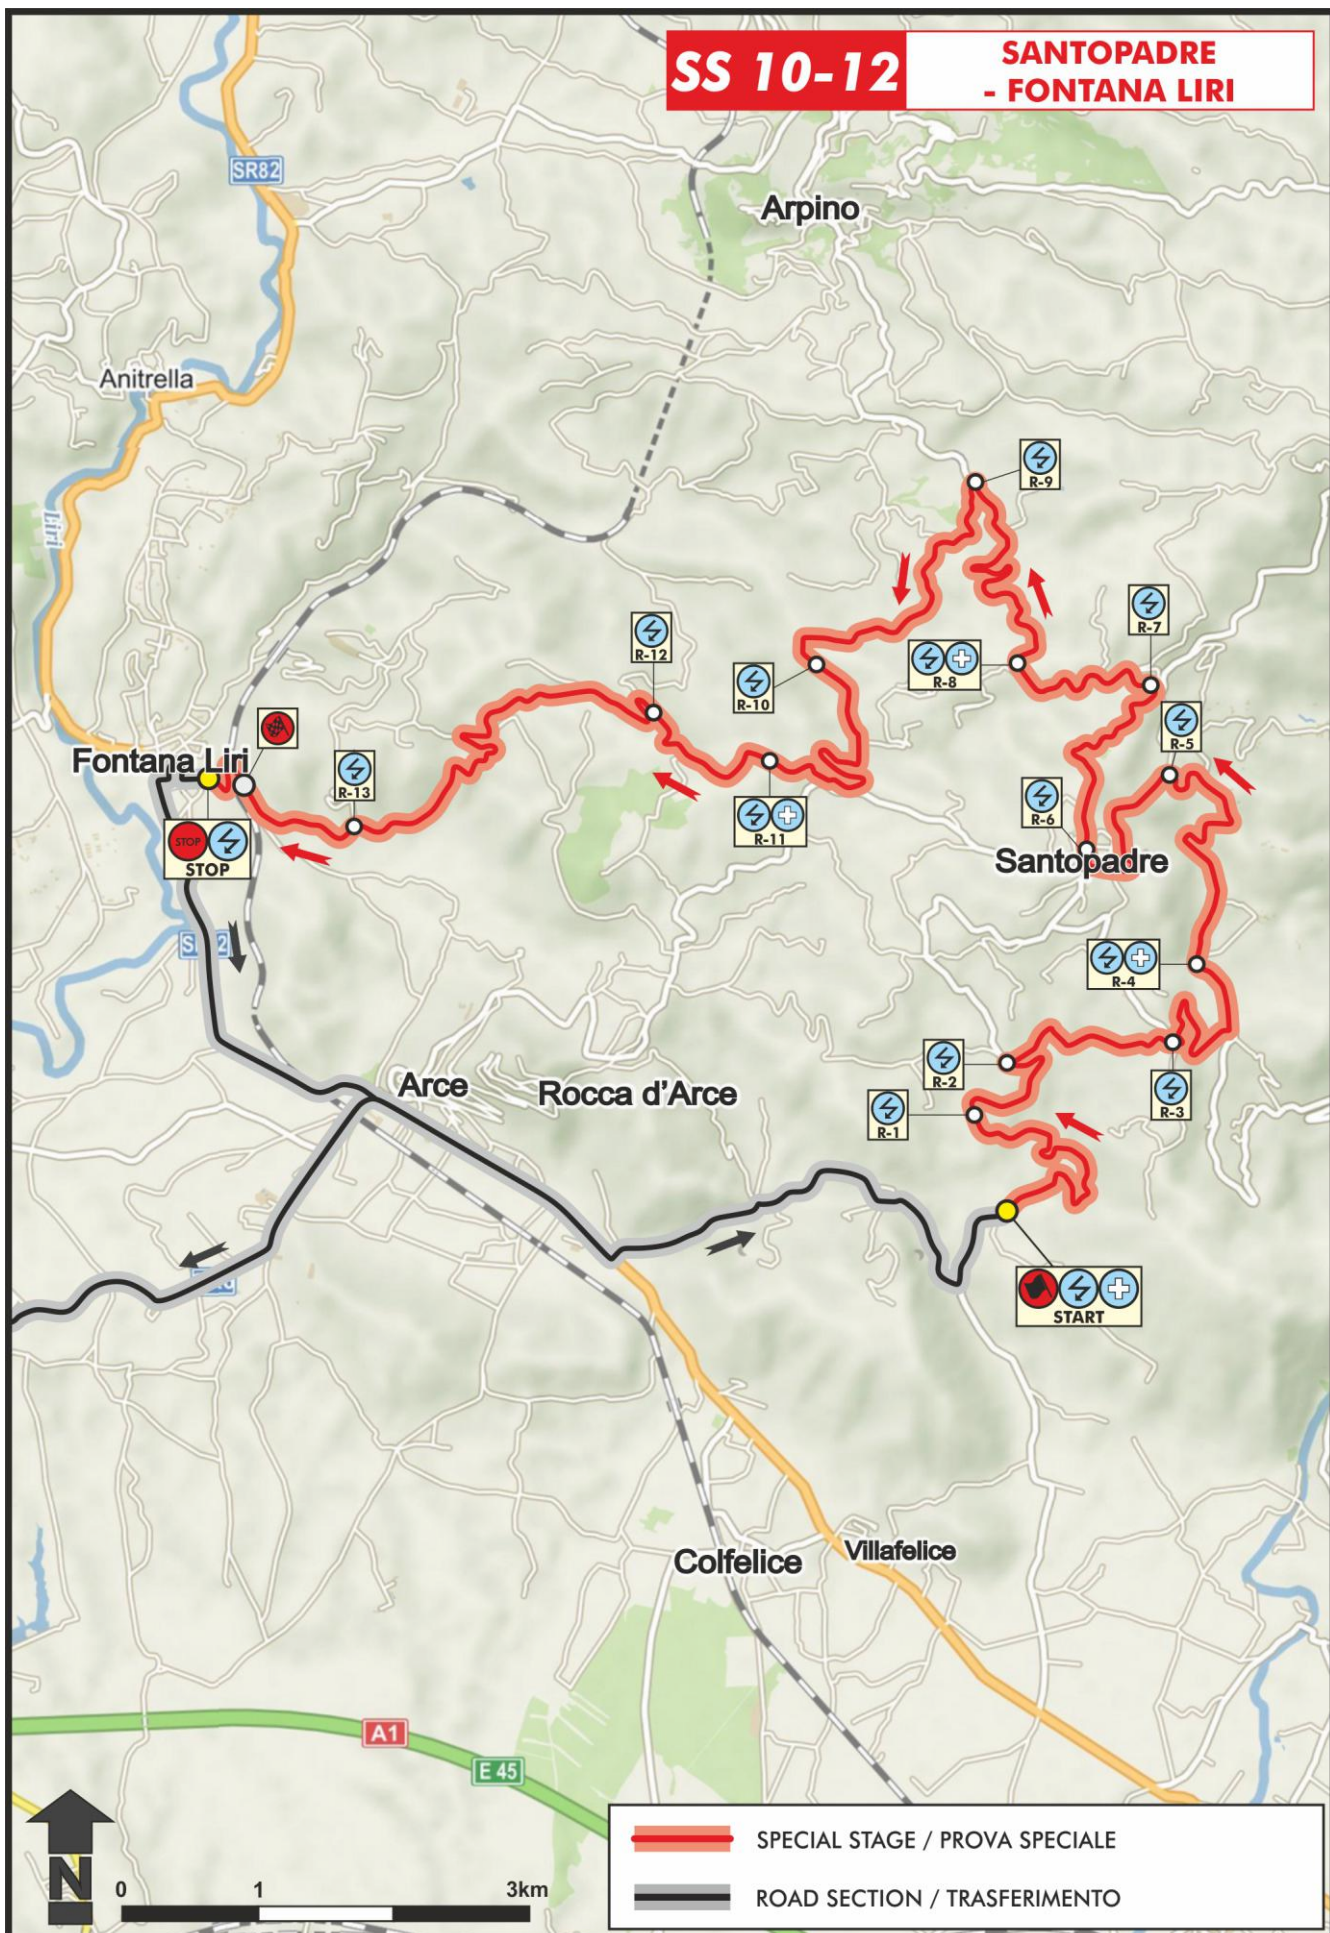 SS 10-12
SANTOPADRE
- FONTANA LIRI
SR82
Arpino
Anitrella
Liri
R-9
R-7
R-12
R-8
R-10
R-5
Fontana Liri
R-13
R-6
R-11
STOP
STOP
Santopadre
R-4
R-2
Arce
Rocca d'Arce
R-1
R-3
START
Colfelice
Villafelice
A1
E 45
N
0 1 3km
SPECIAL STAGE / PROVA SPECIALE
ROAD SECTION / TRASFERIMENTO